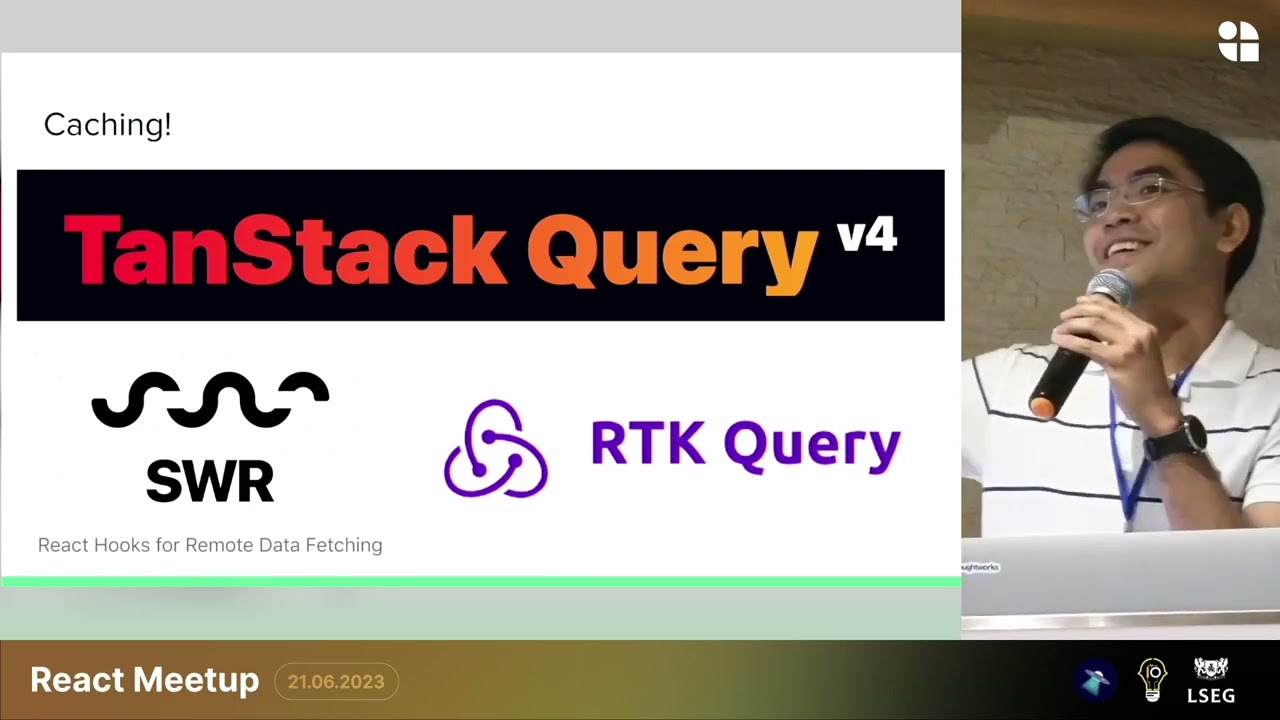 Caching!
TanStack Query v4
SWR
RTK Query
React Hooks for Remote Data Fetching
React Meetup
21.06.2023
LSEG